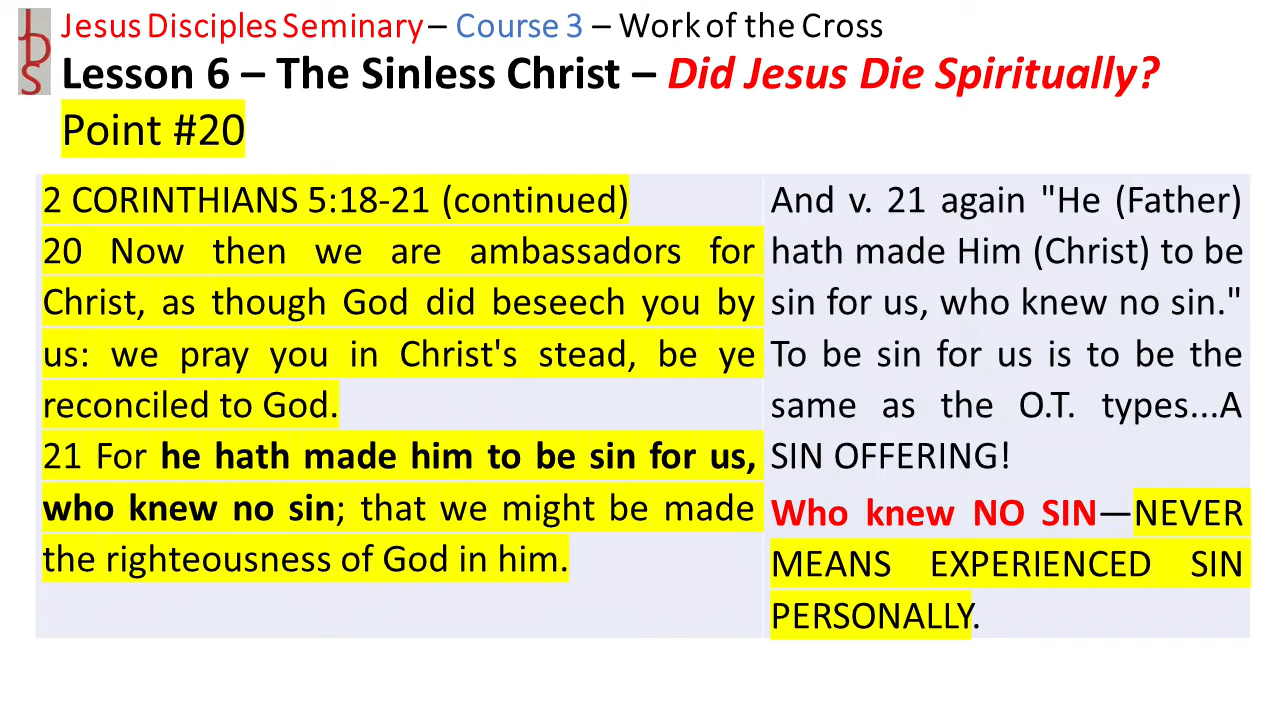 JDS
Jesus Disciples Seminary – Course 3 – Work of the Cross
Lesson 6 – The Sinless Christ – Did Jesus Die Spiritually?
Point #20
2 CORINTHIANS 5:18-21 (continued)
20 Now then we are ambassadors for
Christ, as though God did beseech you by
us: we pray you in Christ's stead, be ye
reconciled to God.
21 For he hath made him to be sin for us,
who knew no sin; that we might be made
the righteousness of God in him.
And v. 21 again "He (Father)
hath made Him (Christ) to be
sin for us, who knew no sin."
To be sin for us is to be the
same as the O.T. types...A
SIN OFFERING!
Who knew NO SIN—NEVER
MEANS EXPERIENCED SIN
PERSONALLY.